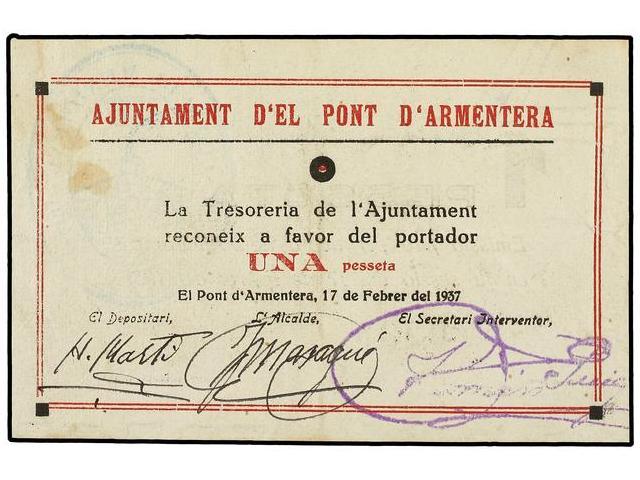 AJUNTAMENT D'EL PONT D'ARMENTERA
La Tresoreria de l'Ajuntament
reconeix a favor del portador
UNA pesseta
El Pont d'Armentera, 17 de Febrer del 1937
El Depositari, L'Alcalde, El Secretari Interventor,
H. Martí